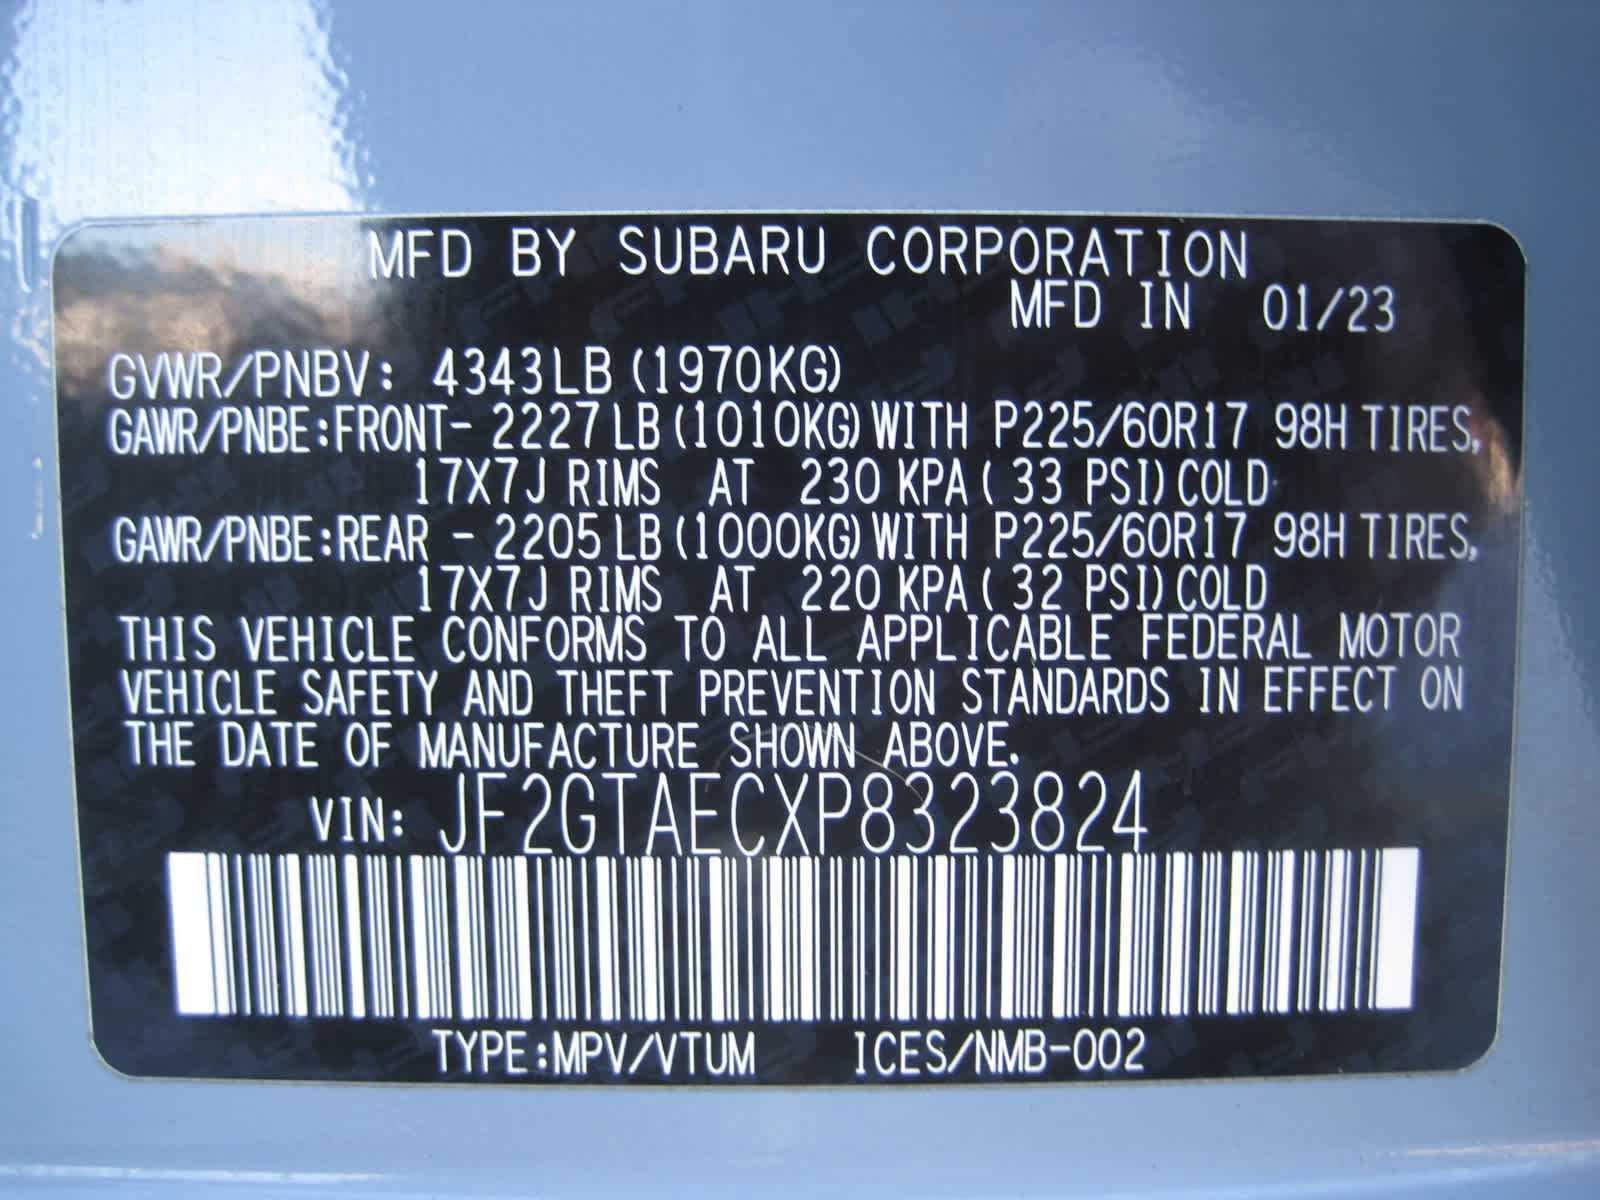 MFD BY SUBARU CORPORATION
MFD IN 01/23
GVWR/PNBV: 4343LB (1970KG)
GAWR/PNBE:FRONT- 2227LB (1010KG) WITH P225/60R17 98H TIRES,
17X7J RIMS AT 230 KPA ( 33 PSI) COLD
GAWR/PNBE:REAR - 2205LB (1000KG) WITH P225/60R17 98H TIRES,
17X7J RIMS AT 220 KPA ( 32 PSI) COLD
THIS VEHICLE CONFORMS TO ALL APPLICABLE FEDERAL MOTOR
VEHICLE SAFETY AND THEFT PREVENTION STANDARDS IN EFFECT ON
THE DATE OF MANUFACTURE SHOWN ABOVE.
VIN: JF2GTAECXP8323824
TYPE:MPV/VTUM ICES/NMB-002